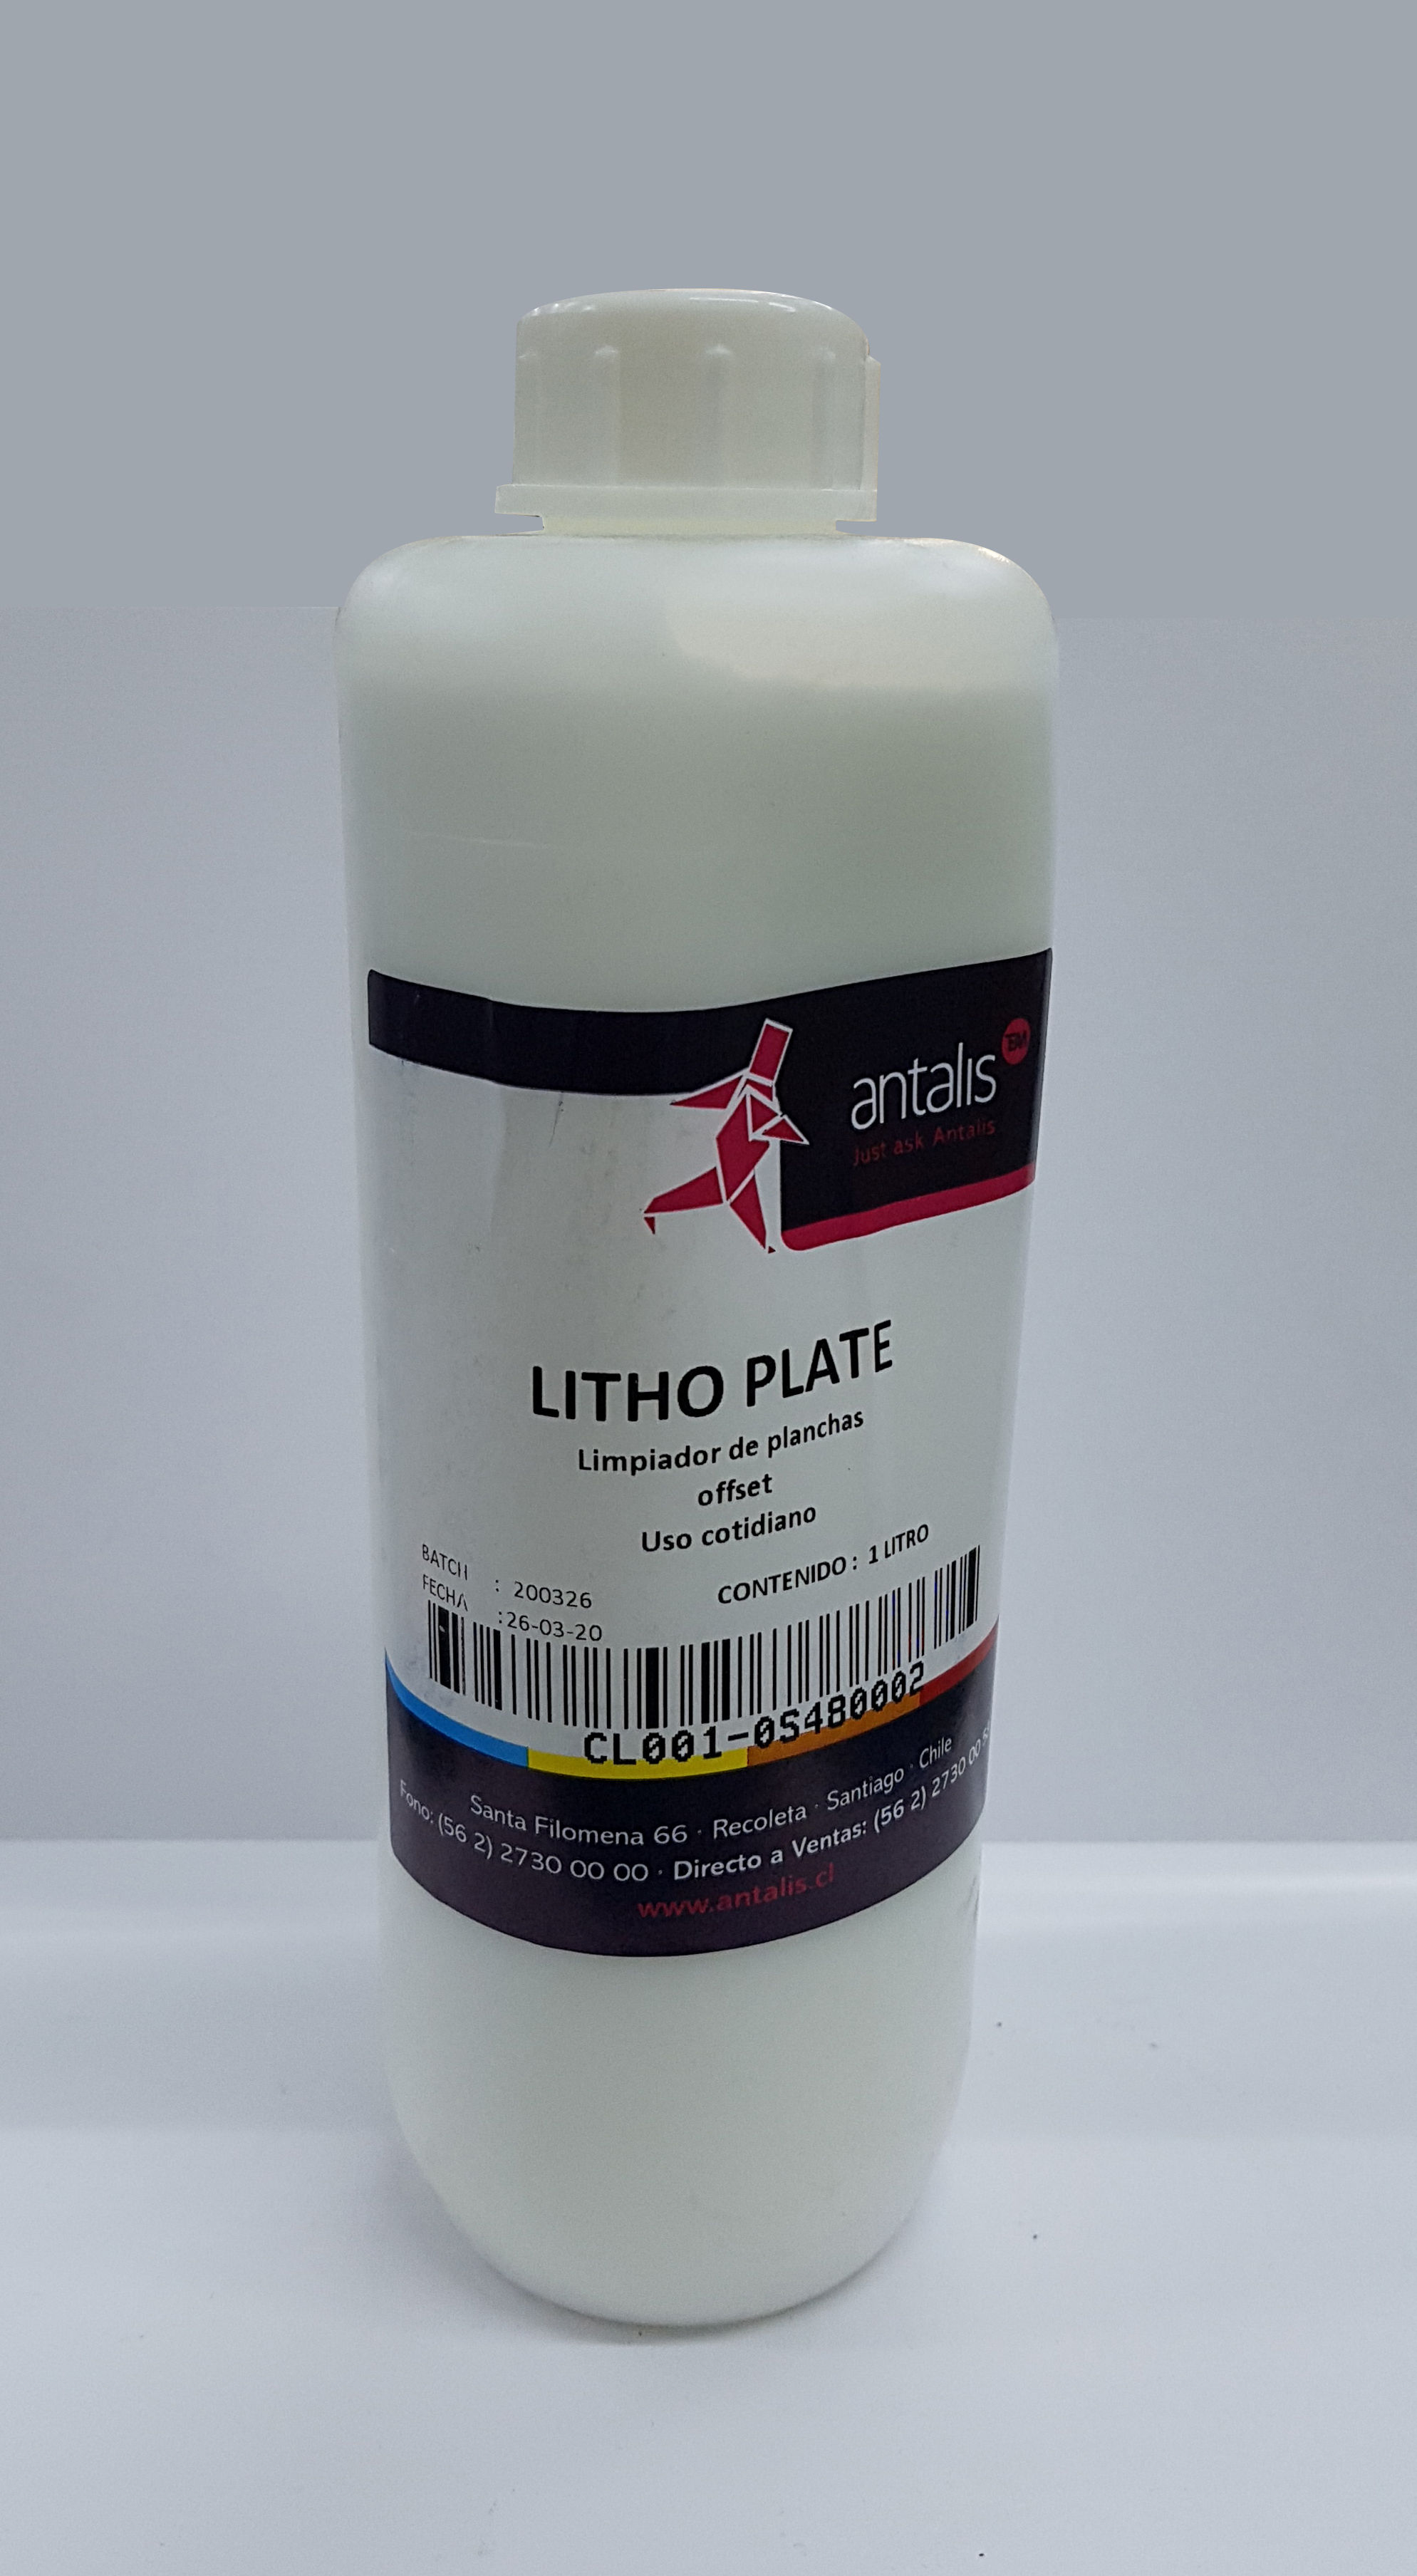 antalis
Just ask Antalis
LITHO PLATE
Limpiador de planchas
offset
Uso cotidiano
BATCH : 200326
FECHA :26-03-20
CONTENIDO : 1 LITRO
CL001-05480002
Santa Filomena 66 · Recoleta · Santiago · Chile
Fono: (56 2) 2730 00 00 · Directo a Ventas: (56 2) 2730 00
www.antalis.cl